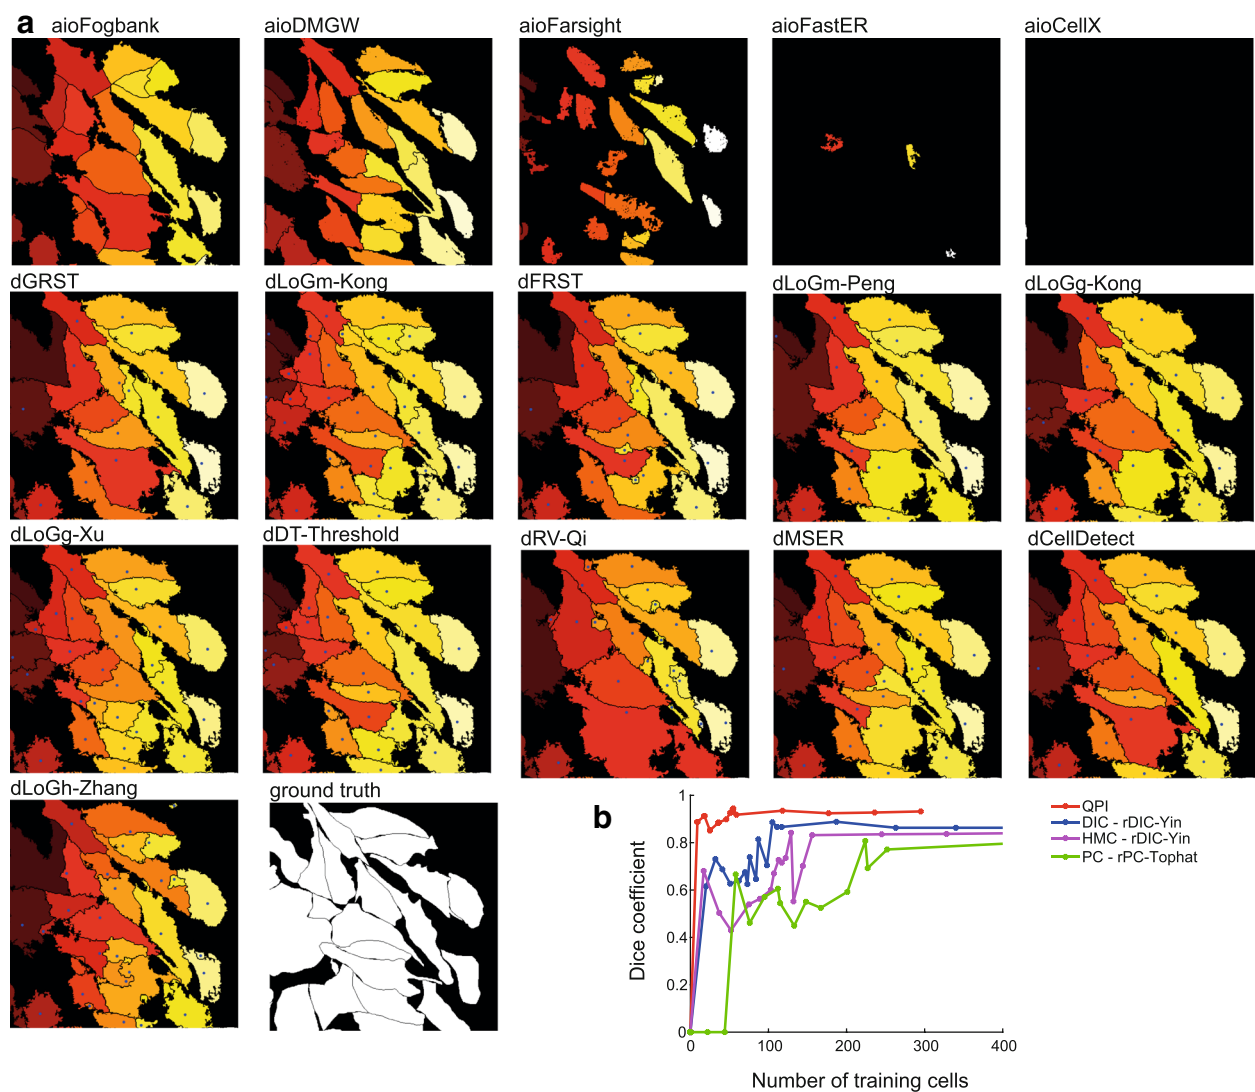 a
aioFogbank
aioDMGW
aioFarsight
aioFastER
aioCellX
dGRST
dLoGm-Kong
dFRST
dLoGm-Peng
dLoGg-Kong
dLoGg-Xu
dDT-Threshold
dRV-Qi
dMSER
dCellDetect
dLoGh-Zhang
ground truth
b
1
0.8
0.6
0.4
0.2
0
0 100 200 300 400
Dice coefficient
Number of training cells
QPI
DIC - rDIC-Yin
HMC - rDIC-Yin
PC - rPC-Tophat